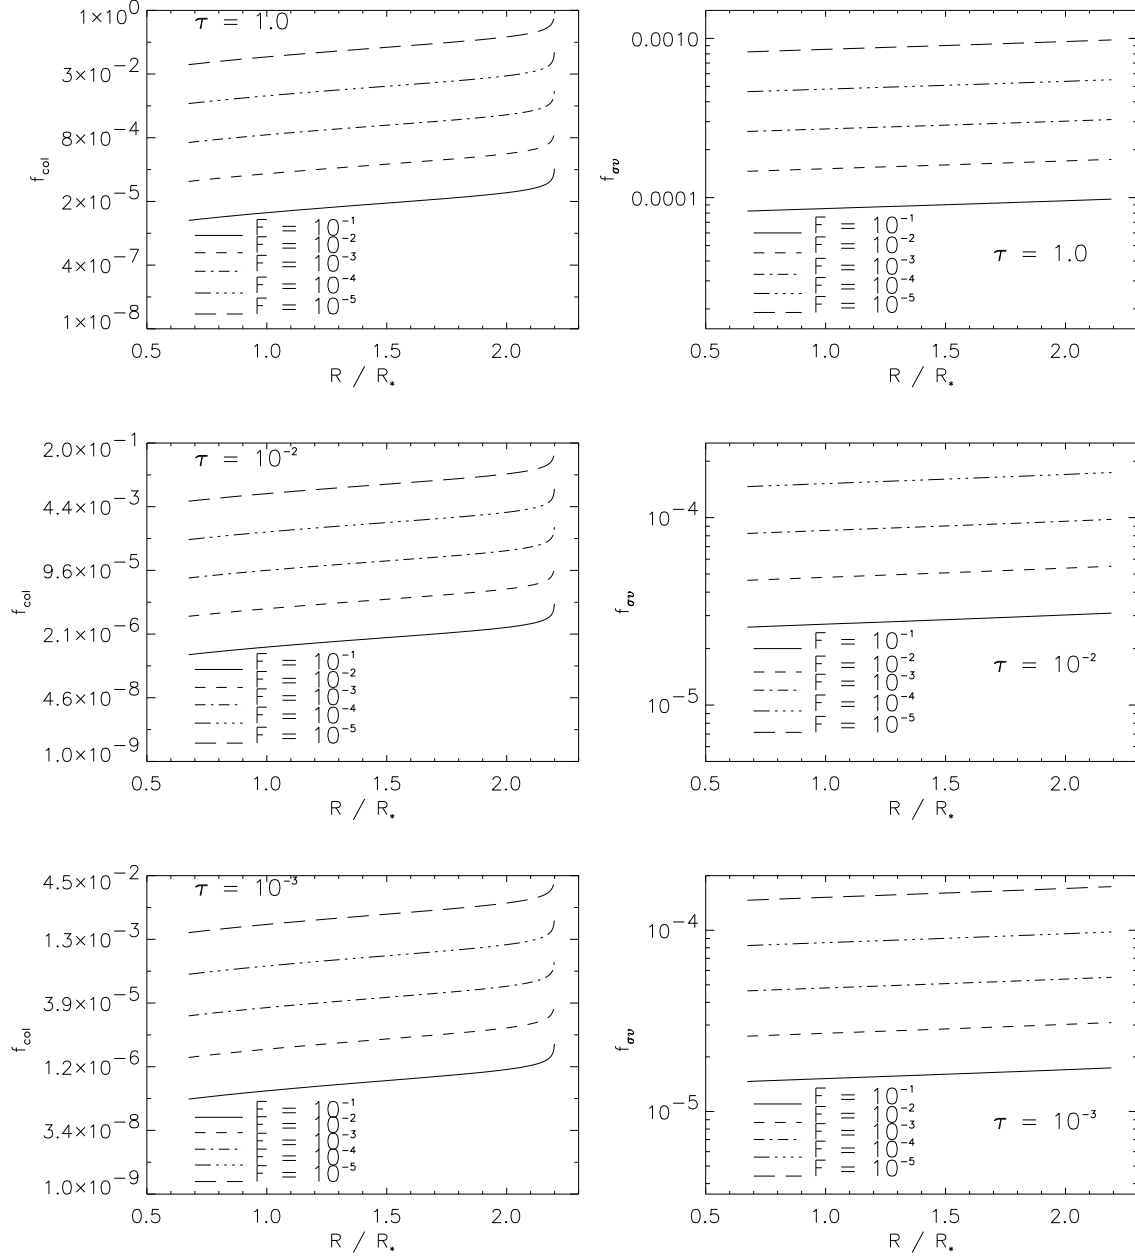 τ = 1.0
1×10⁰
3×10⁻²
8×10⁻⁴
2×10⁻⁵
4×10⁻⁷
1×10⁻⁸
f_col
F = 10⁻¹
F = 10⁻²
F = 10⁻³
F = 10⁻⁴
F = 10⁻⁵
0.5 1.0 1.5 2.0
R / R_*
0.0010
0.0001
f_σv
F = 10⁻¹
F = 10⁻²
F = 10⁻³
F = 10⁻⁴
F = 10⁻⁵
τ = 1.0
0.5 1.0 1.5 2.0
R / R_*
τ = 10⁻²
2.0×10⁻¹
4.4×10⁻³
9.6×10⁻⁵
2.1×10⁻⁶
4.6×10⁻⁸
1.0×10⁻⁹
f_col
F = 10⁻¹
F = 10⁻²
F = 10⁻³
F = 10⁻⁴
F = 10⁻⁵
0.5 1.0 1.5 2.0
R / R_*
10⁻⁴
10⁻⁵
f_σv
F = 10⁻¹
F = 10⁻²
F = 10⁻³
F = 10⁻⁴
F = 10⁻⁵
τ = 10⁻²
0.5 1.0 1.5 2.0
R / R_*
τ = 10⁻³
4.5×10⁻²
1.3×10⁻³
3.9×10⁻⁵
1.2×10⁻⁶
3.4×10⁻⁸
1.0×10⁻⁹
f_col
F = 10⁻¹
F = 10⁻²
F = 10⁻³
F = 10⁻⁴
F = 10⁻⁵
0.5 1.0 1.5 2.0
R / R_*
10⁻⁴
10⁻⁵
f_σv
F = 10⁻¹
F = 10⁻²
F = 10⁻³
F = 10⁻⁴
F = 10⁻⁵
τ = 10⁻³
0.5 1.0 1.5 2.0
R / R_*